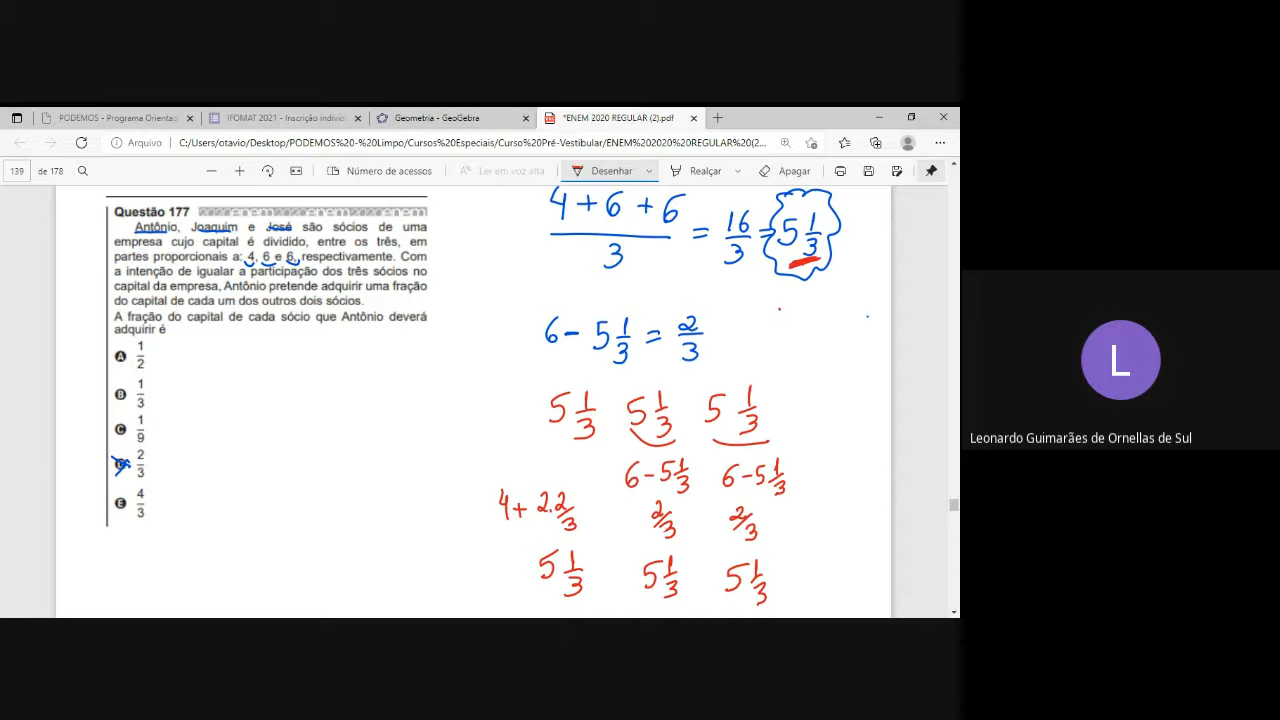 PODEMOS - Programa Orientad
IFOMAT 2021 - Inscrição individ
Geometria - GeoGebra
*ENEM 2020 REGULAR (2).pdf
Arquivo
C:/Users/otavio/Desktop/PODEMOS%20-%20Limpo/Cursos%20Especiais/Curso%20Pré-Vestibular/ENEM%202020%20REGULAR%20(2...
139
de 178
Número de acessos
Ler em voz alta
Desenhar
Realçar
Apagar
Questão 177
Antônio, Joaquim e José são sócios de uma
empresa cujo capital é dividido, entre os três, em
partes proporcionais a: 4, 6 e 6, respectivamente. Com
a intenção de igualar a participação dos três sócios no
capital da empresa, Antônio pretende adquirir uma fração
do capital de cada um dos outros dois sócios.
A fração do capital de cada sócio que Antônio deverá
adquirir é
A 1/2
B 1/3
C 1/9
D 2/3
E 4/3
4+6+6/3 = 16/3 = 5 1/3
6 - 5 1/3 = 2/3
5 1/3 5 1/3 5 1/3
6-5 1/3 6-5 1/3
4+2.2/3 2/3 2/3
5 1/3 5 1/3 5 1/3
L
Leonardo Guimarães de Ornellas de Sul